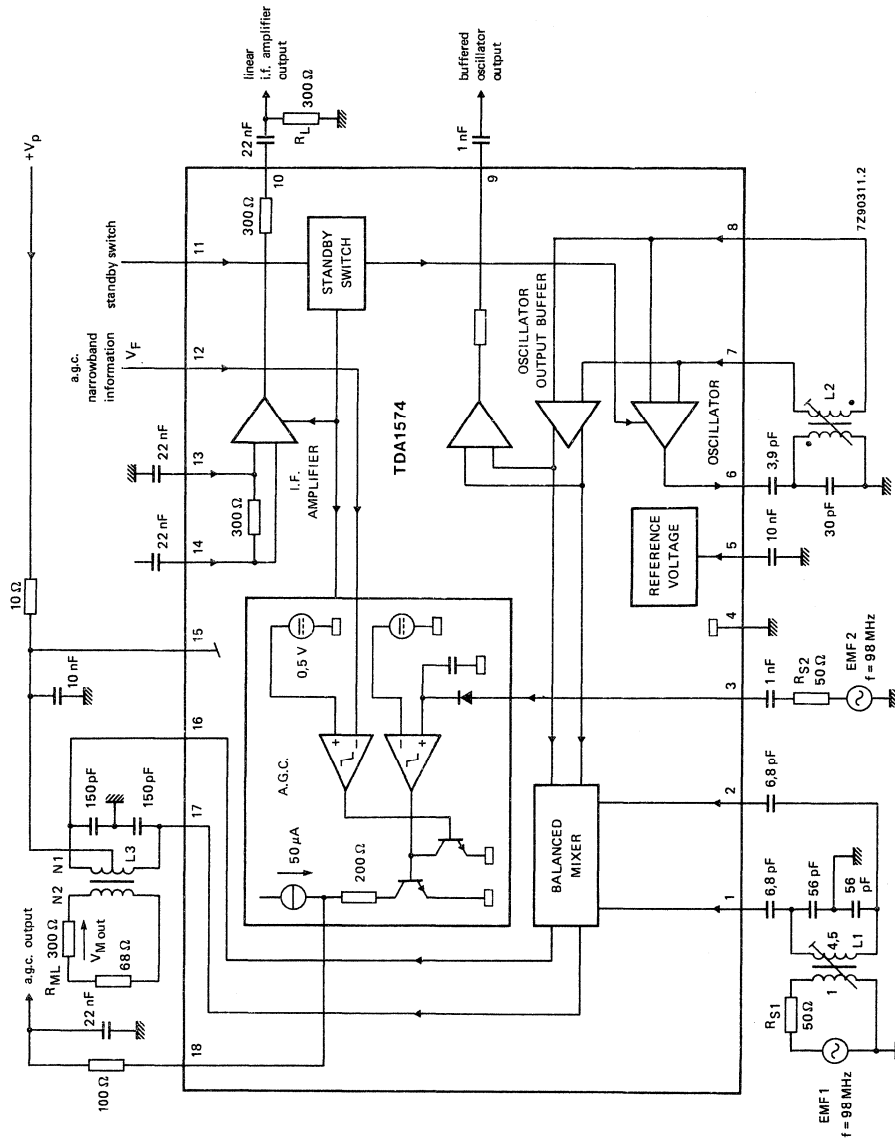 +Vp
linear
i.f. amplifier
output
buffered
oscillator
output
22 nF
RL
300 Ω
1 nF
standby switch
a.g.c.
narrowband
information
VF
10
9
300 Ω
11
STANDBY
SWITCH
12
22 nF
13
I.F.
AMPLIFIER
300 Ω
22 nF
14
TDA1574
OSCILLATOR
OUTPUT BUFFER
8
7
OSCILLATOR
6
3,9 pF
30 pF
L2
7Z90311.2
REFERENCE
VOLTAGE
5
10 nF
4
10 Ω
15
10 nF
16
17
150 pF
150 pF
N1
N2
L3
a.g.c. output
RML 300 Ω
VM out
68 Ω
22 nF
18
100 Ω
0,5 V
+
−
−
+
A.G.C.
50 µA
200 Ω
BALANCED
MIXER
3
1 nF
RS2
50 Ω
EMF 2
f = 98 MHz
2
6,8 pF
1
6,8 pF
56 pF
56
pF
4,5
L1
1
RS1
50 Ω
EMF1
f = 98 MHz